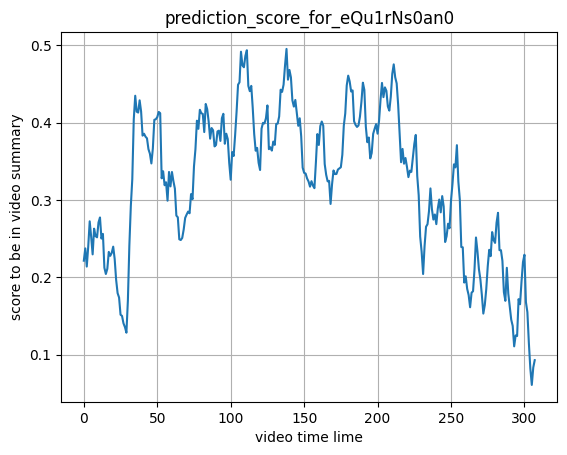 prediction_score_for_eQu1rNs0an0
score to be in video summary
0.5
0.4
0.3
0.2
0.1
0 50 100 150 200 250 300
video time lime